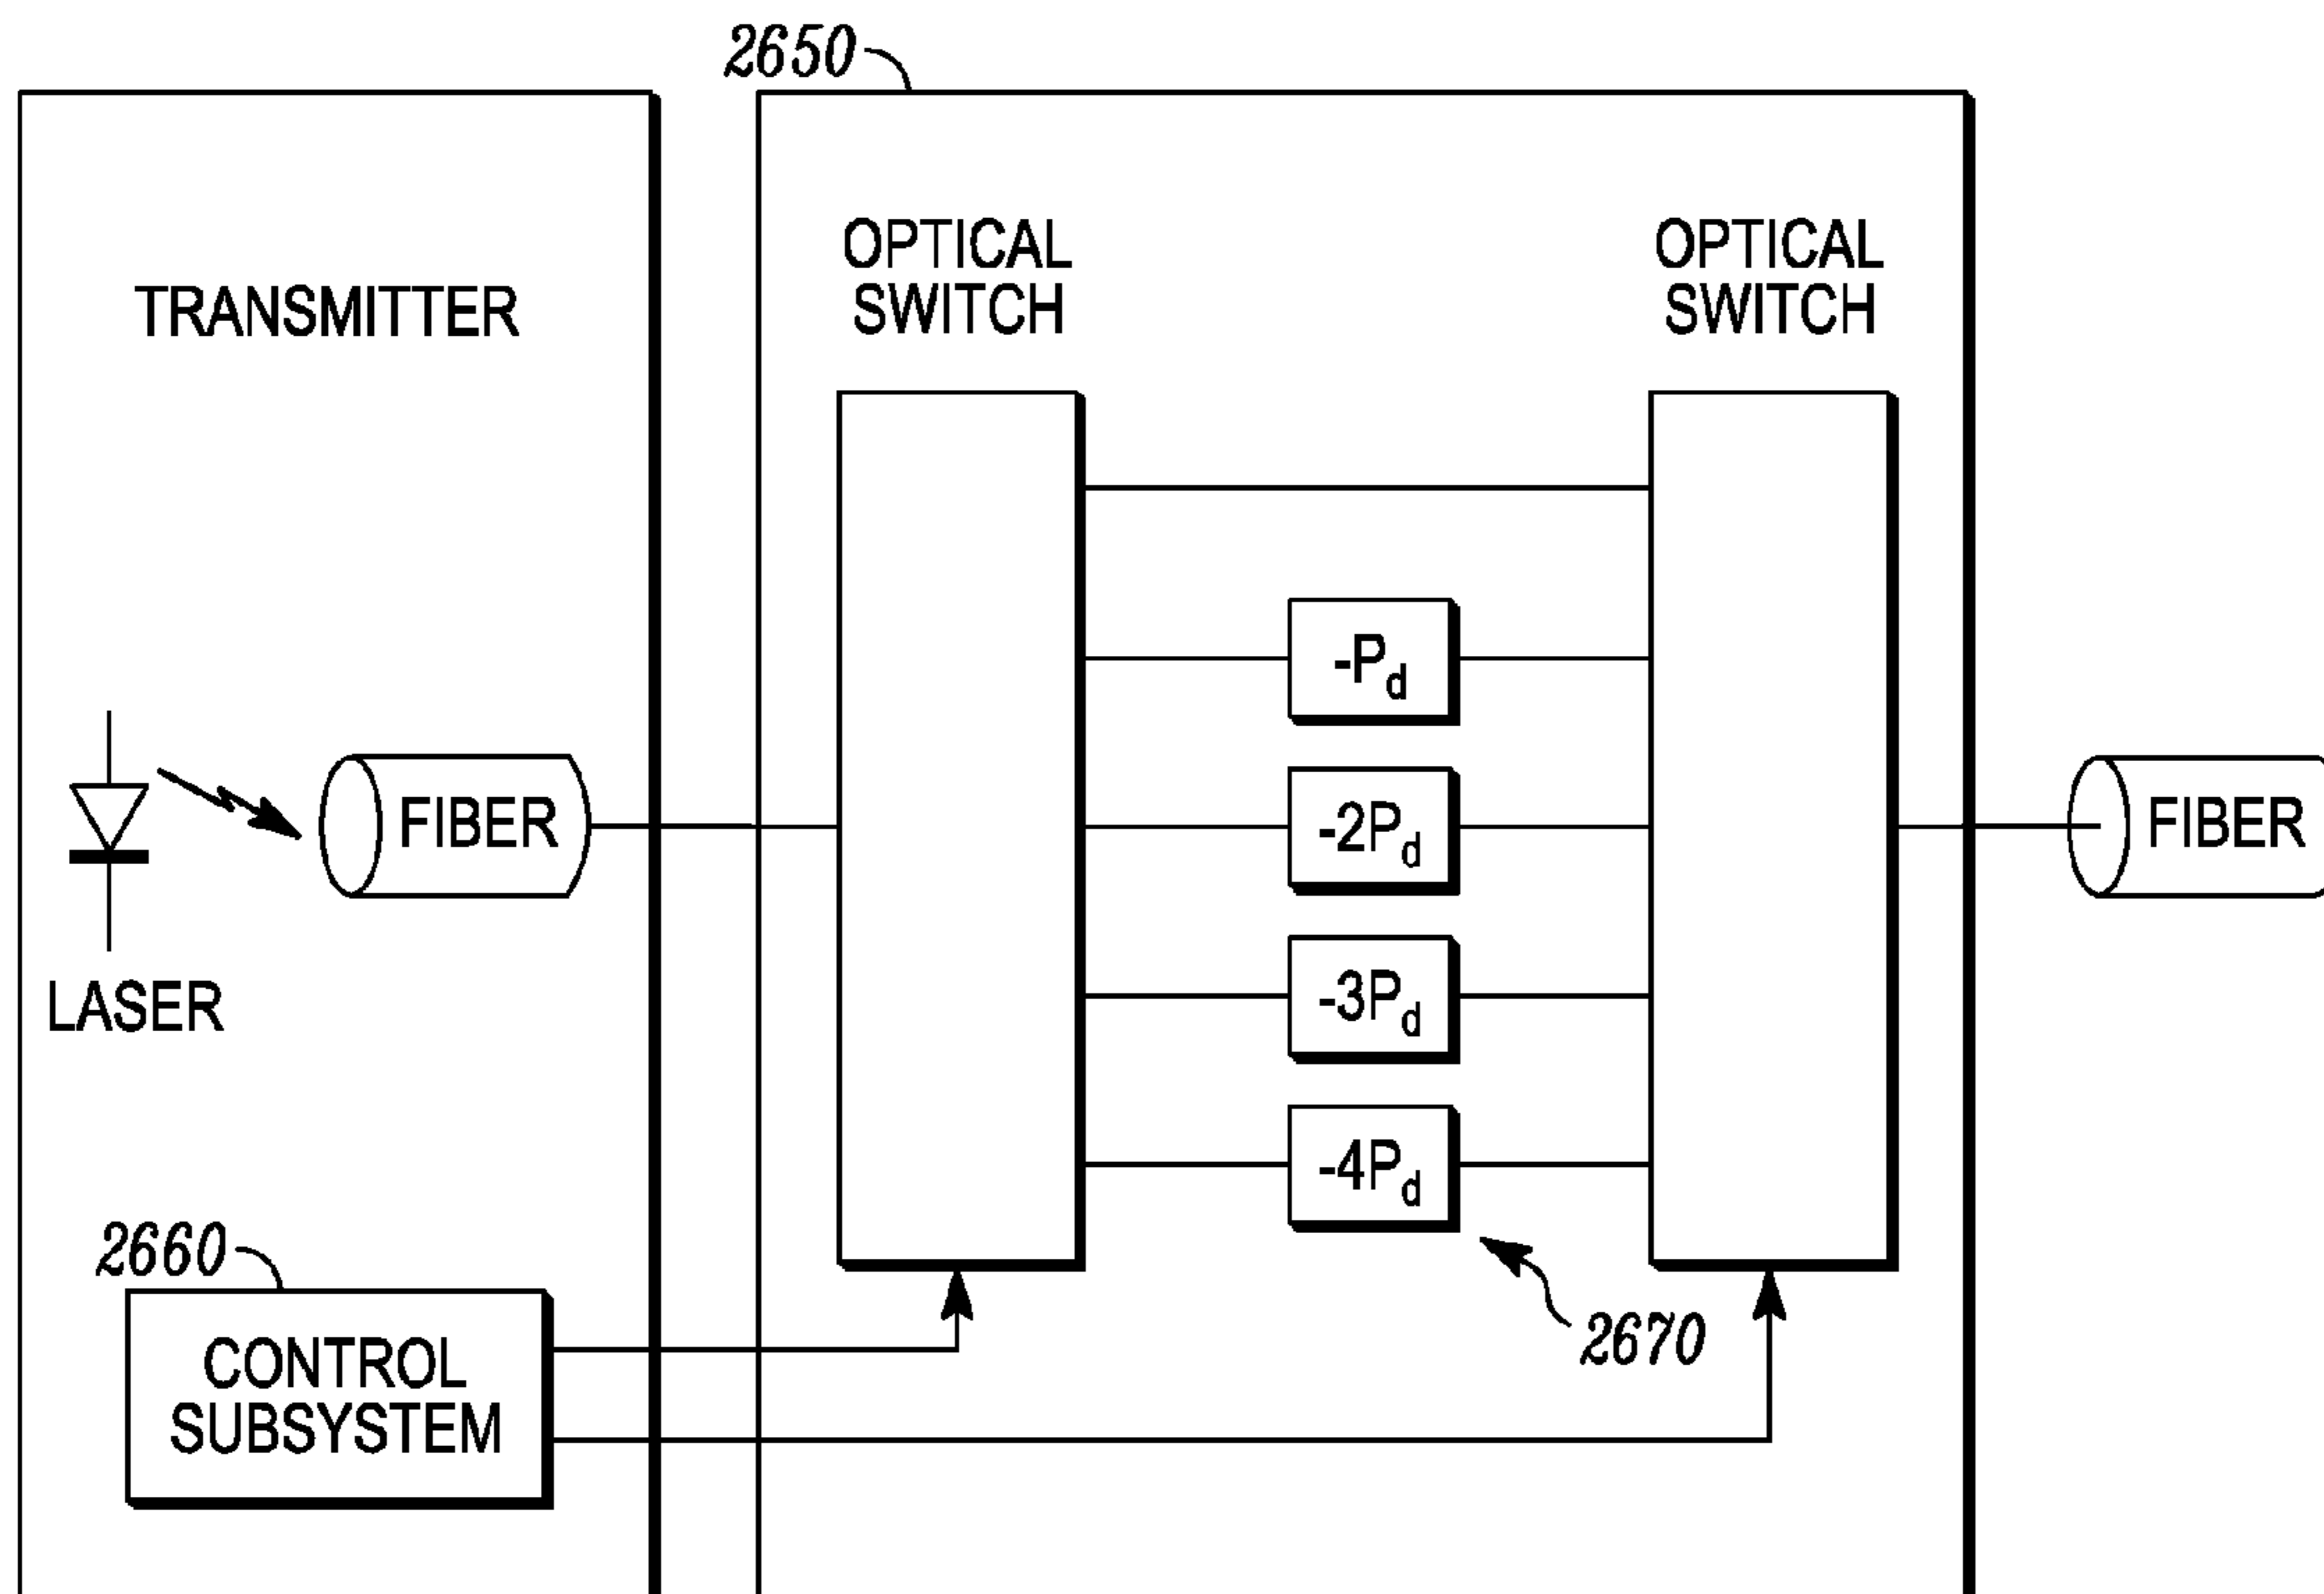 2650
TRANSMITTER
OPTICAL
SWITCH
OPTICAL
SWITCH
-Pd
-2Pd
-3Pd
-4Pd
FIBER
FIBER
LASER
2660
CONTROL
SUBSYSTEM
2670